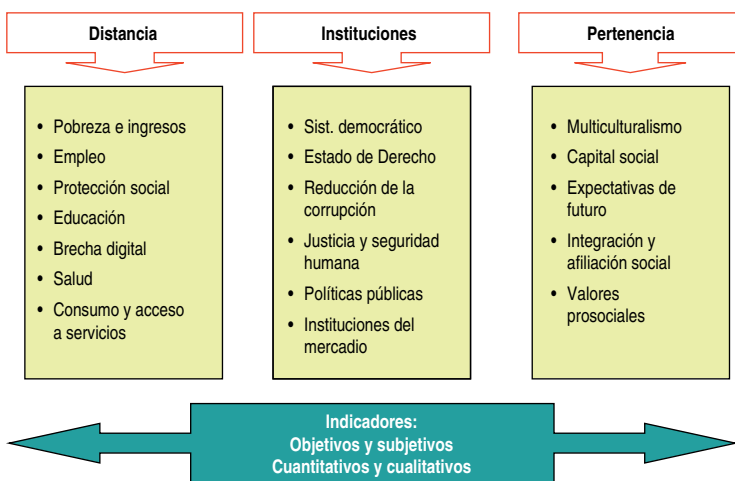 Distancia
Instituciones
Pertenencia
• Pobreza e ingresos
• Empleo
• Protección social
• Educación
• Brecha digital
• Salud
• Consumo y acceso
a servicios
• Sist. democrático
• Estado de Derecho
• Reducción de la
corrupción
• Justicia y seguridad
humana
• Políticas públicas
• Instituciones del
mercadio
• Multiculturalismo
• Capital social
• Expectativas de
futuro
• Integración y
afiliación social
• Valores
prosociales
Indicadores:
Objetivos y subjetivos
Cuantitativos y cualitativos